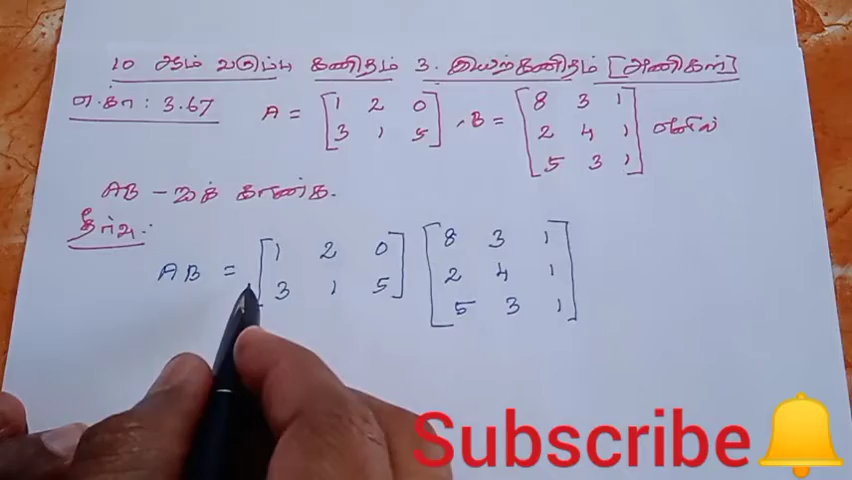 10 ஆம் வகுப்பு கணிதம் 3. இயற்கணிதம் [அணிகள்]
எ.கா : 3.67 A = [1 2 0 3 1 5] , B = [8 3 1 2 4 1 5 3 1] எனில்
AB - ஐக் காண்க.
தீர்வு:
AB = [1 2 0 3 1 5] [8 3 1 2 4 1 5 3 1]
Subscribe